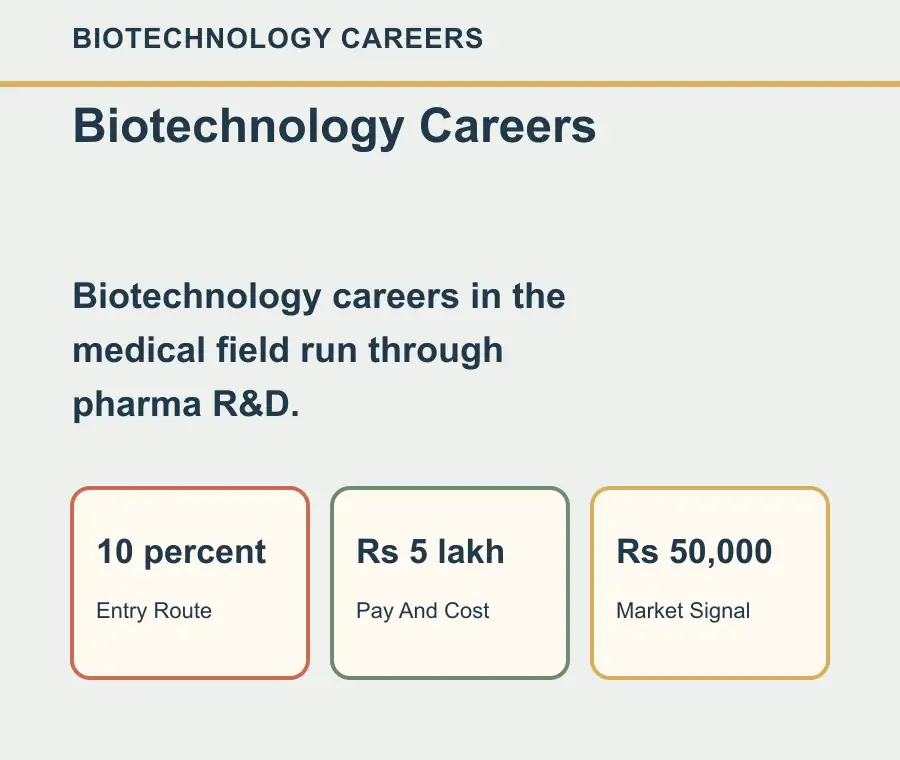 BIOTECHNOLOGY CAREERS
Biotechnology Careers
Biotechnology careers in the
medical field run through
pharma R&D.
10 percent
Entry Route
Rs 5 lakh
Pay And Cost
Rs 50,000
Market Signal